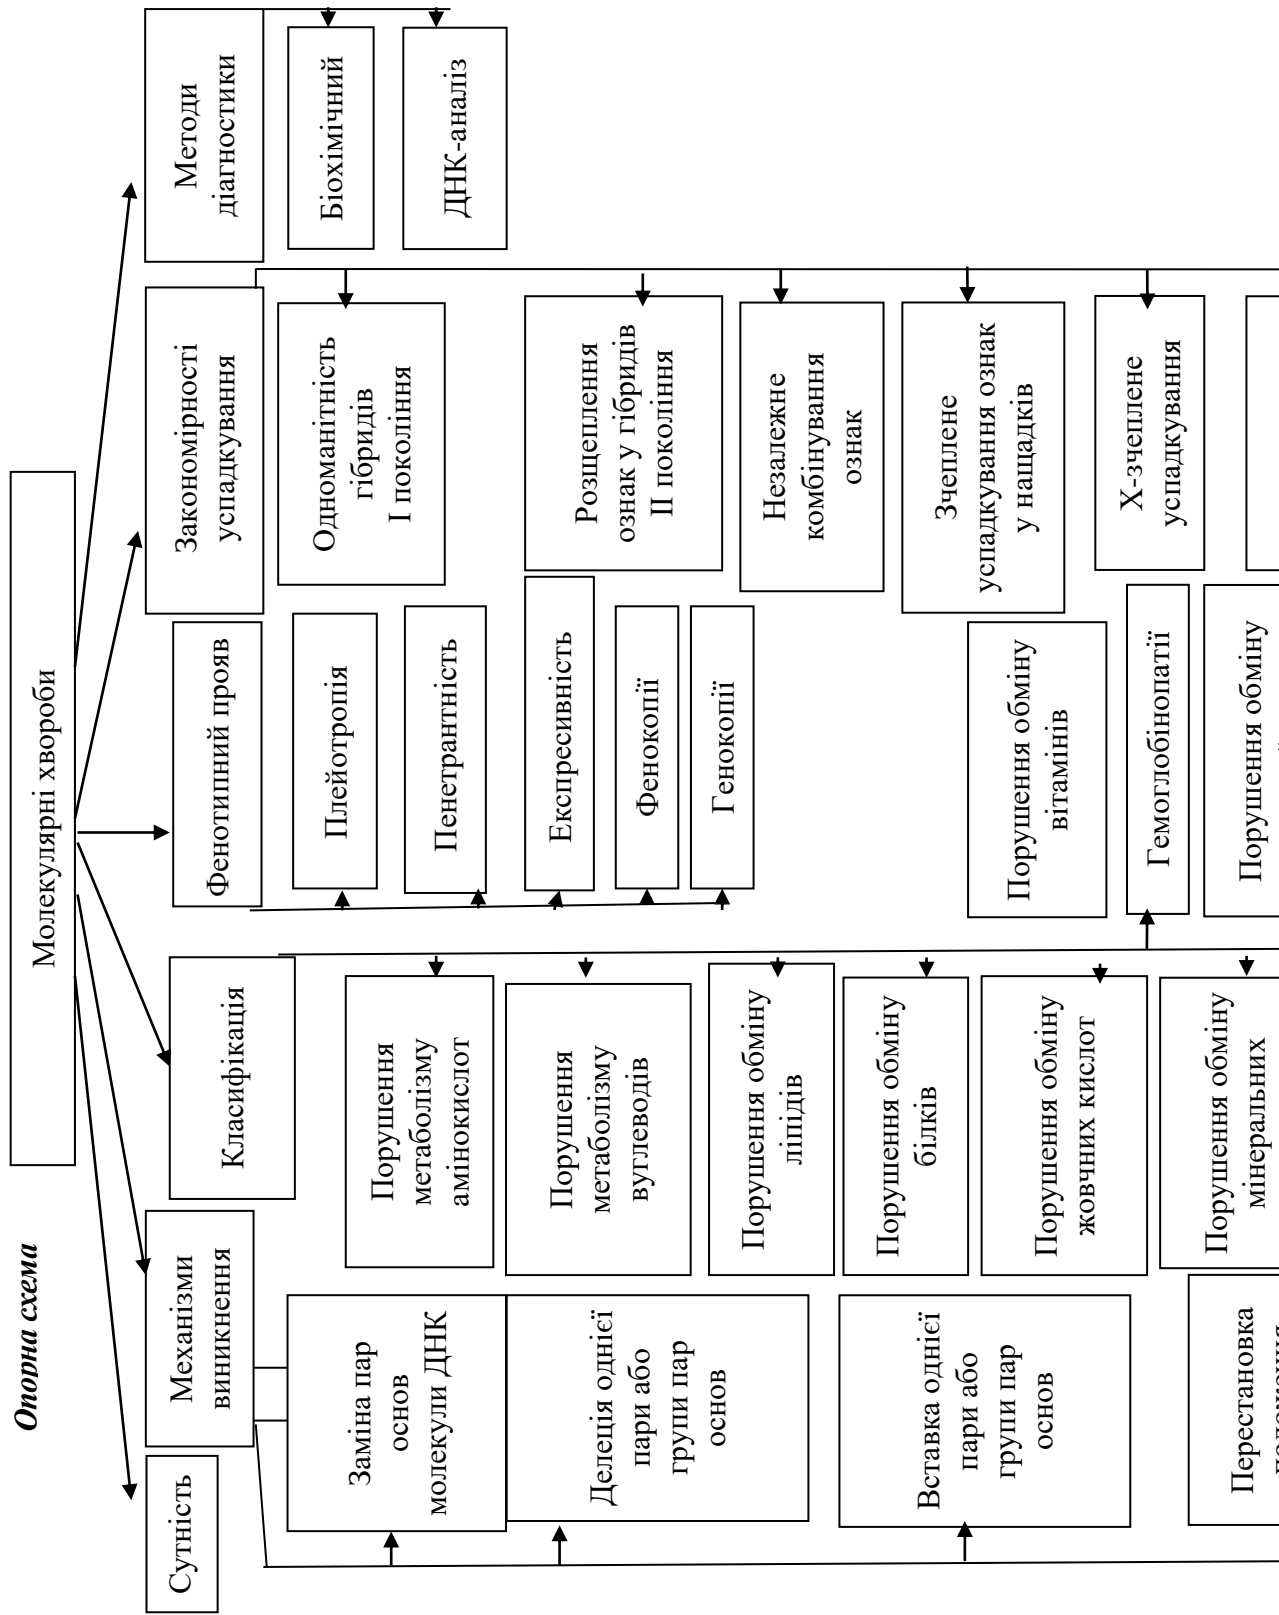 Опорна схема
Молекулярні хвороби
Сутність
Механізми
виникнення
Класифікація
Фенотипний прояв
Закономірності
успадкування
Методи
діагностики
Заміна пар
основ
молекули ДНК
Делеція однієї
пари або
групи пар
основ
Вставка однієї
пари або
групи пар
основ
Перестановка
Порушення
метаболізму
амінокислот
Порушення
метаболізму
вуглеводів
Порушення обміну
ліпідів
Порушення обміну
білків
Порушення обміну
жовчних кислот
Порушення обміну
мінеральних
Плейотропія
Пенетрантність
Експресивність
Фенокопії
Генокопії
Порушення обміну
вітамінів
Гемоглобінопатії
Порушення обміну
Одноманітність
гібридів
І покоління
Розщеплення
ознак у гібридів
ІІ покоління
Незалежне
комбінування
ознак
Зчеплене
успадкування ознак
у нащадків
Х-зчеплене
успадкування
Біохімічний
ДНК-аналіз